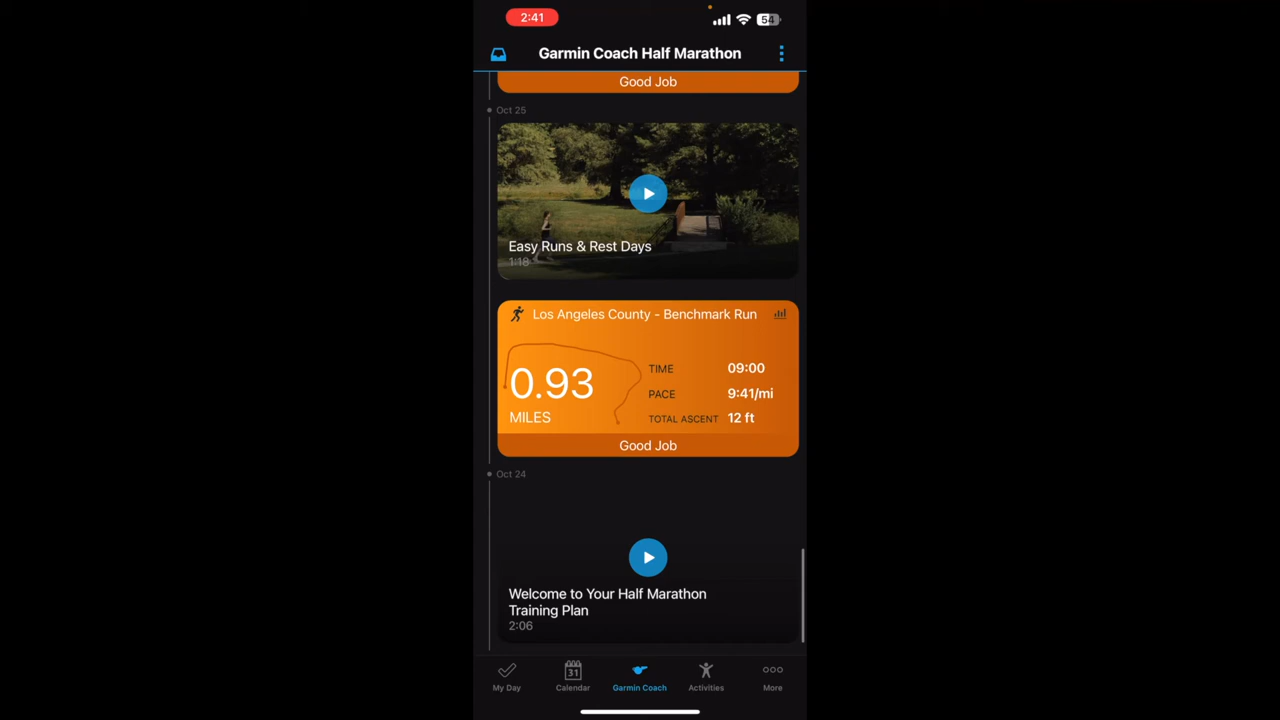 2:41
54
Garmin Coach Half Marathon
Good Job
Oct 25
Easy Runs & Rest Days
1:18
Los Angeles County - Benchmark Run
0.93
MILES
TIME 09:00
PACE 9:41/mi
TOTAL ASCENT 12 ft
Good Job
Oct 24
Welcome to Your Half Marathon
Training Plan
2:06
31
My Day Calendar Garmin Coach Activities More